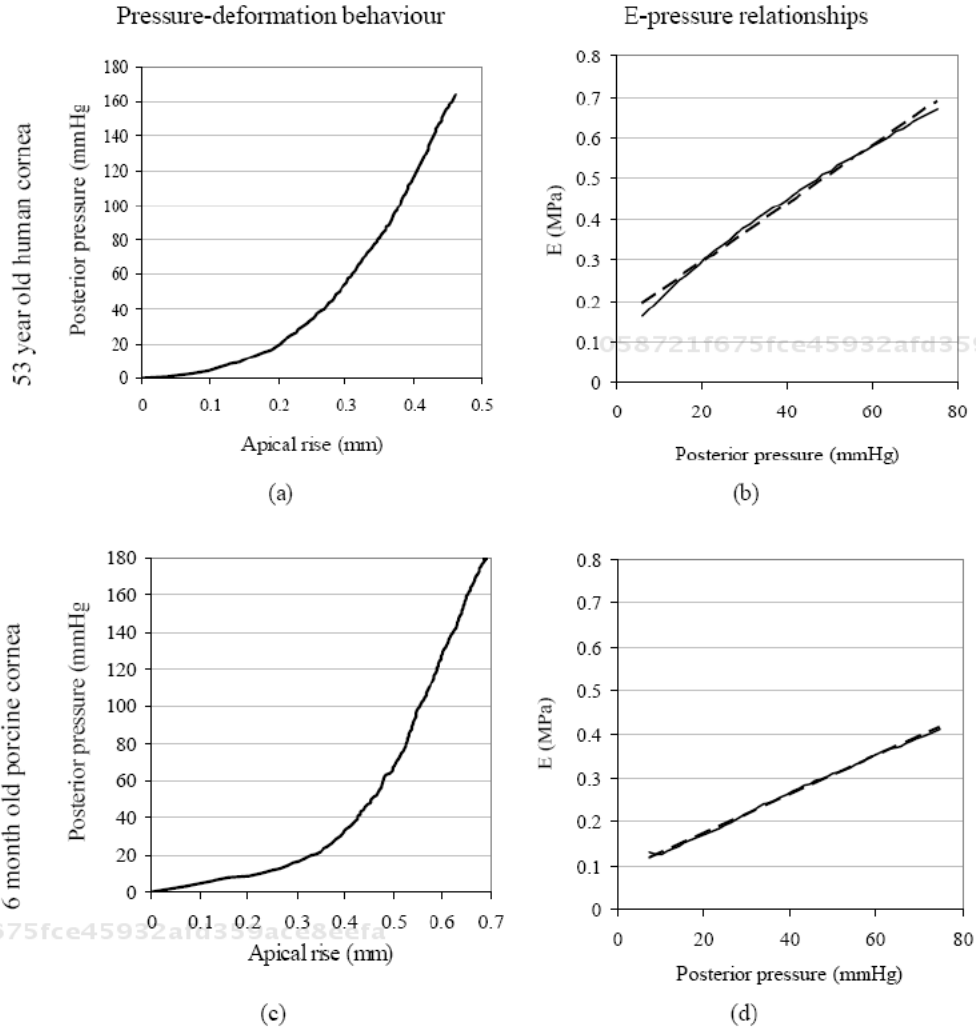 Pressure-deformation behaviour
E-pressure relationships
53 year old human cornea
Posterior pressure (mmHg
180
160
140
120
100
80
60
40
20
0
0 0.1 0.2 0.3 0.4 0.5
Apical rise (mm)
(a)
E (MPa)
0.8
0.7
0.6
0.5
0.4
0.3
0.2
0.1
0
0 20 40 60 80
Posterior pressure (mmHg)
(b)
058721f675fce45932afd359
6 month old porcine cornea
Posterior pressure (mmHg
180
160
140
120
100
80
60
40
20
0
0 0.1 0.2 0.3 0.4 0.5 0.6 0.7
Apical rise (mm)
(c)
675fce45932afd359ace8eefa
E (MPa)
0.8
0.7
0.6
0.5
0.4
0.3
0.2
0.1
0
0 20 40 60 80
Posterior pressure (mmHg)
(d)